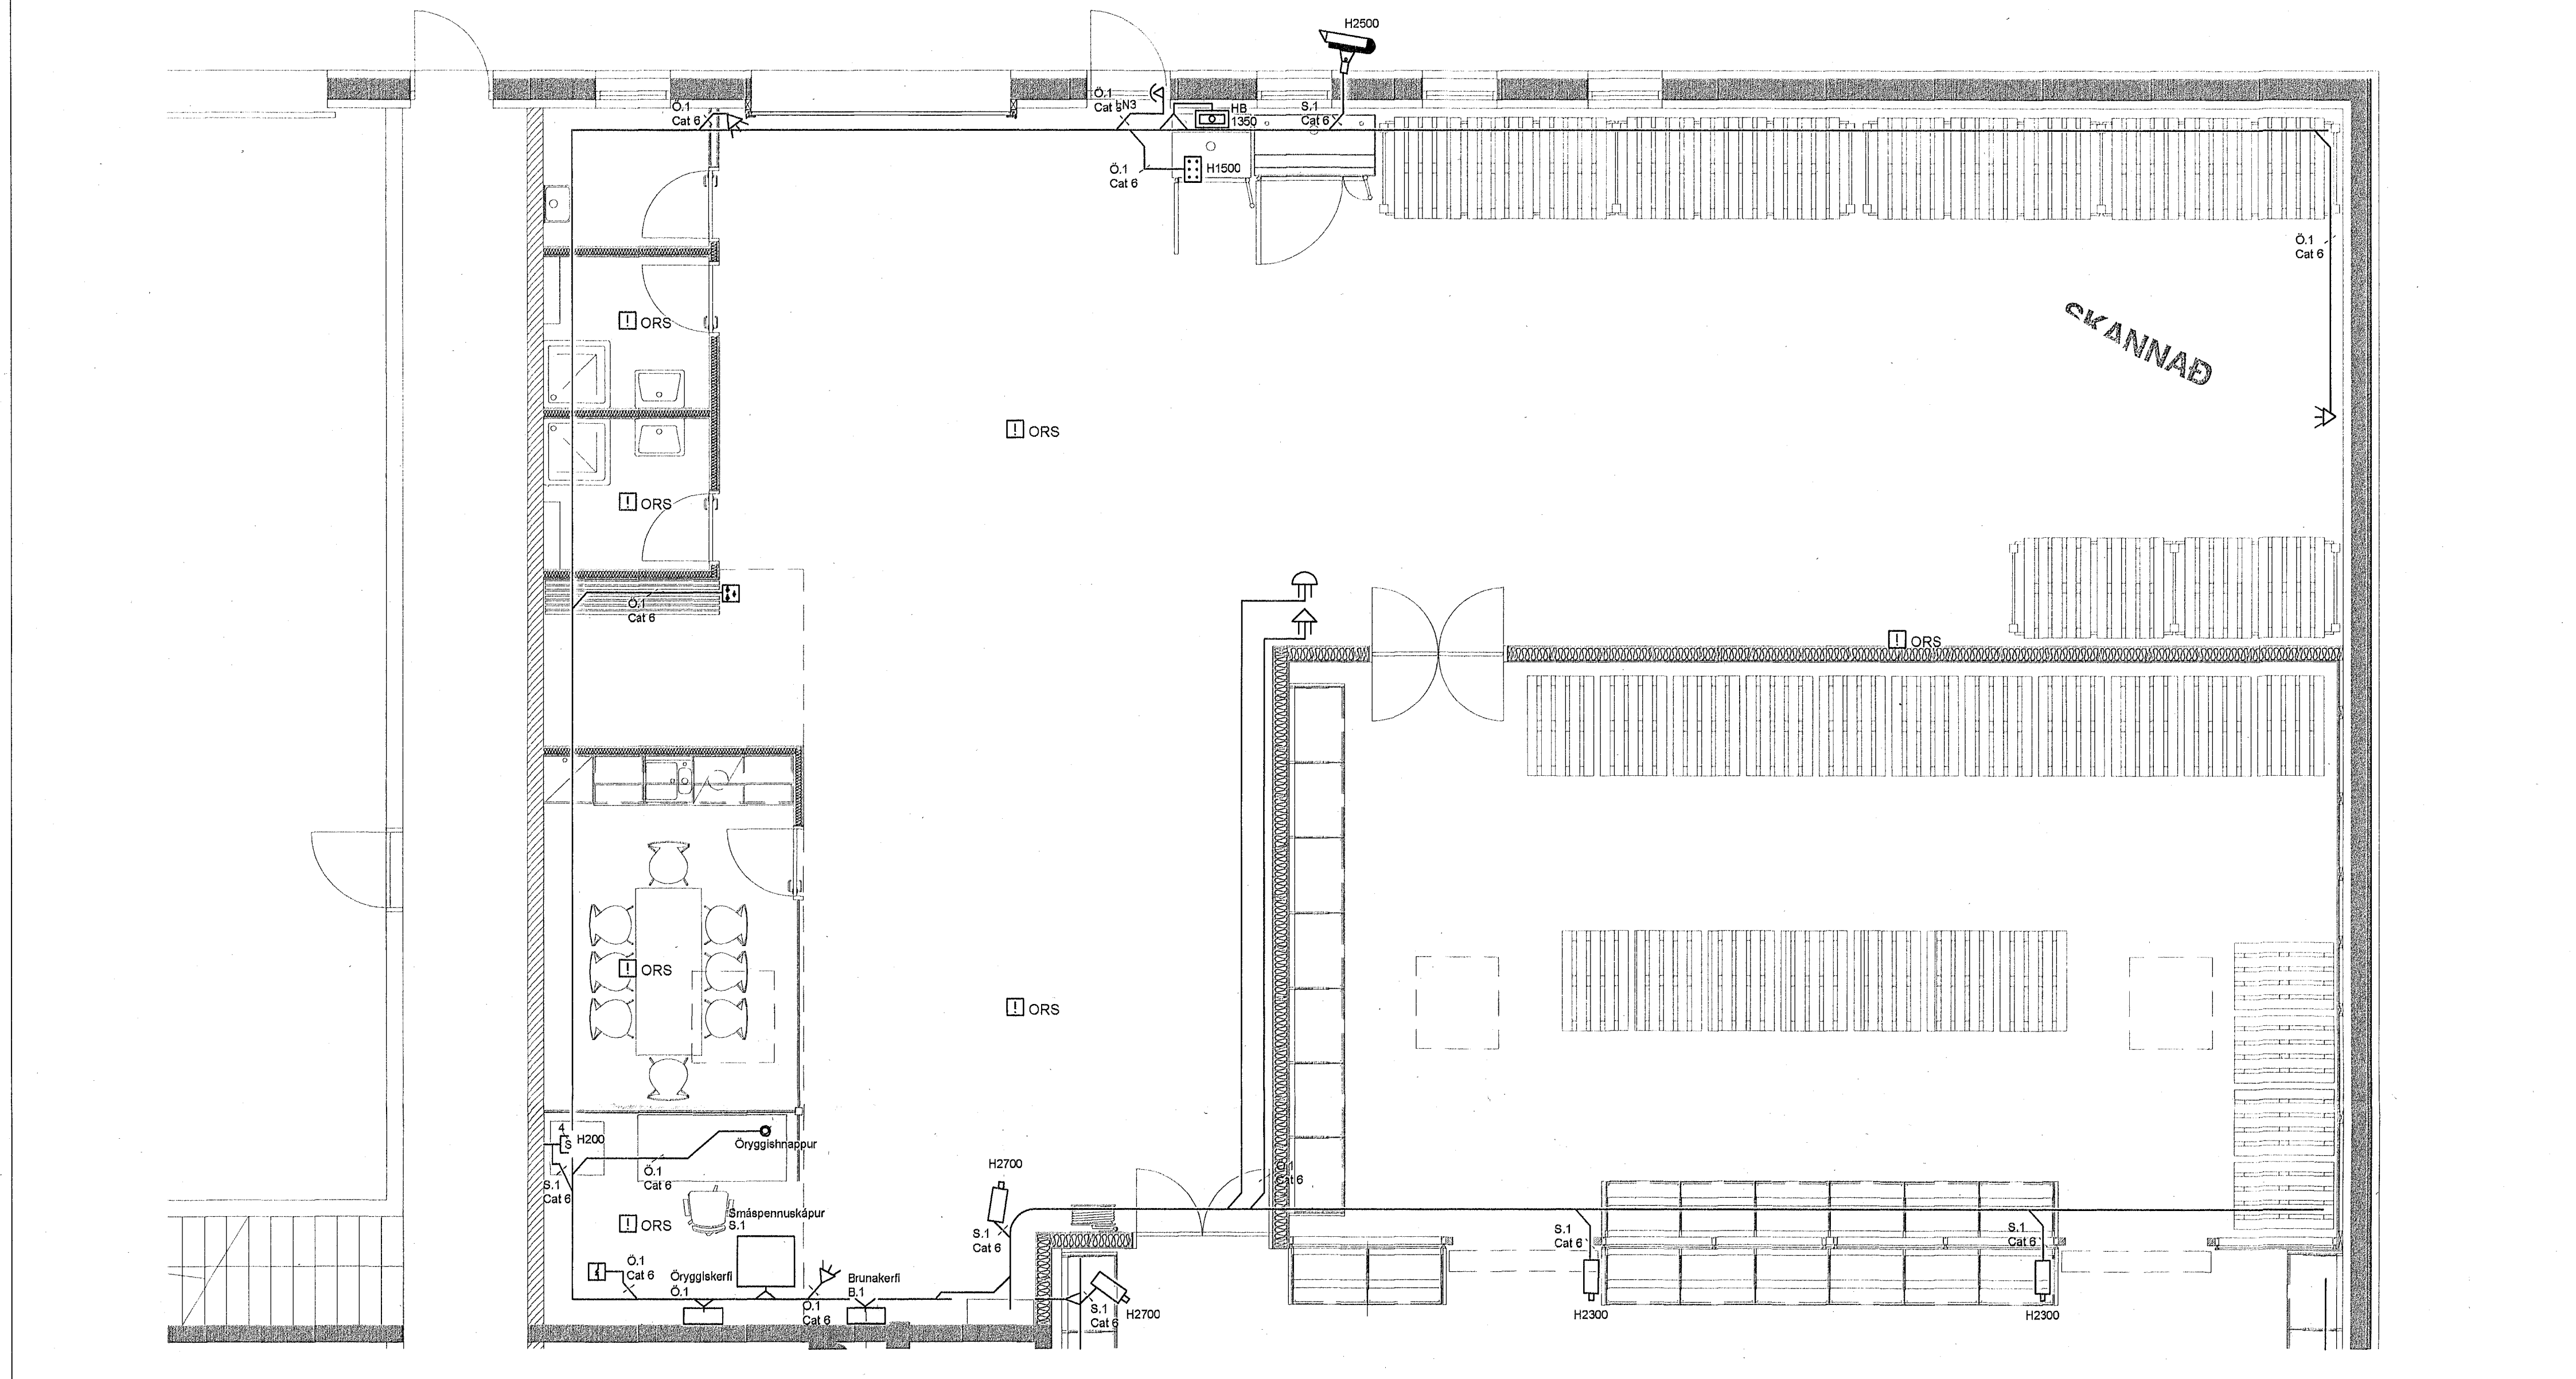 H2500
Ö.1
Cat 6
Ö.1
Cat 6
N3
HB
1350
S.1
Cat 6
Ö.1
Cat 6
H1500
Ö.1
Cat 6
! ORS
SKANNAÐ
! ORS
! ORS
Ö.1
Cat 6
! ORS
! ORS
! ORS
4
S
H200
Öryggishnappur
S.1
Cat 6
Ö.1
Cat 6
H2700
Ö.1
Cat 6
! ORS
Smáspennuskápur
S.1
S.1
Cat 6
S.1
Cat 6
S.1
Cat 6
Ö.1
Cat 6
Öryggiskerfi
Ö.1
Brunakerfi
B.1
Ö.1
Cat 6
S.1
Cat 6
H2700
H2300
H2300